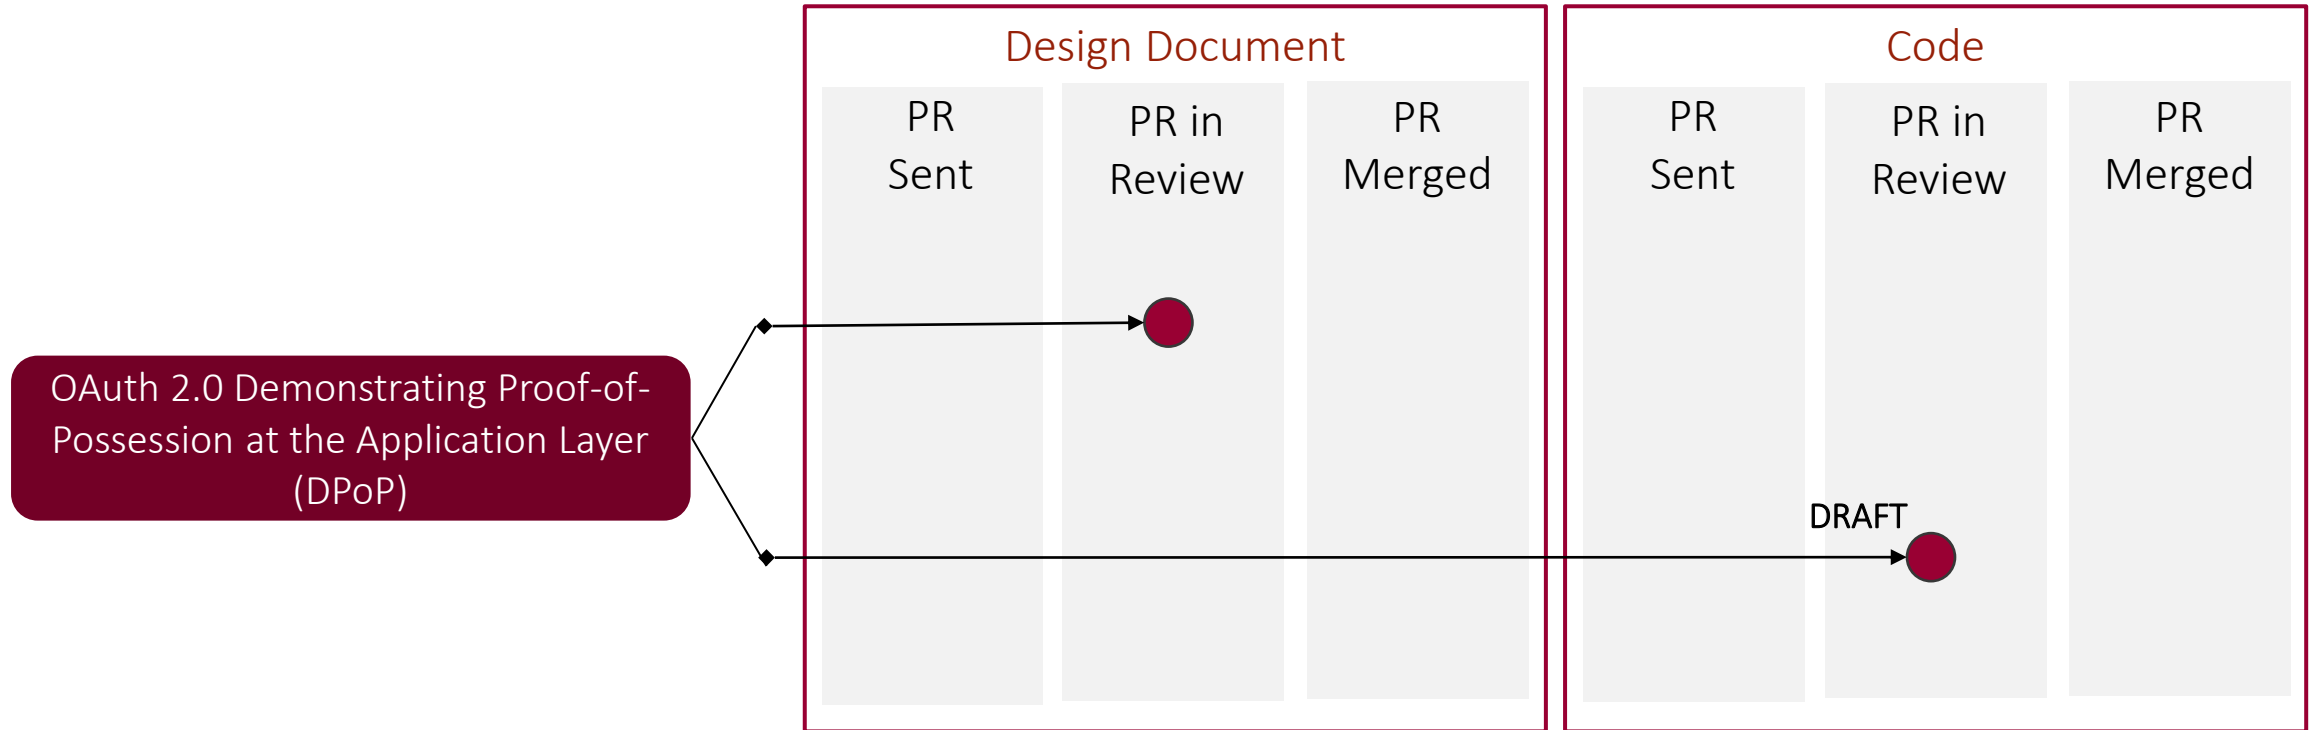 Design Document
Code
PR
Sent
PR in
Review
PR
Merged
PR
Sent
PR in
Review
PR
Merged
OAuth 2.0 Demonstrating Proof-of-
Possession at the Application Layer
(DPoP)
DRAFT